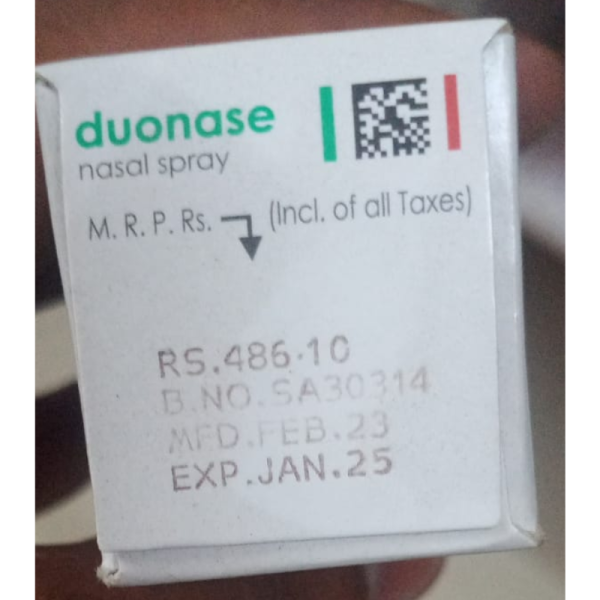 duonase
nasal spray
M. R. P. Rs. (Incl. of all Taxes)
RS.486.10
B.NO.SA30314
MFD.FEB.23
EXP.JAN.25